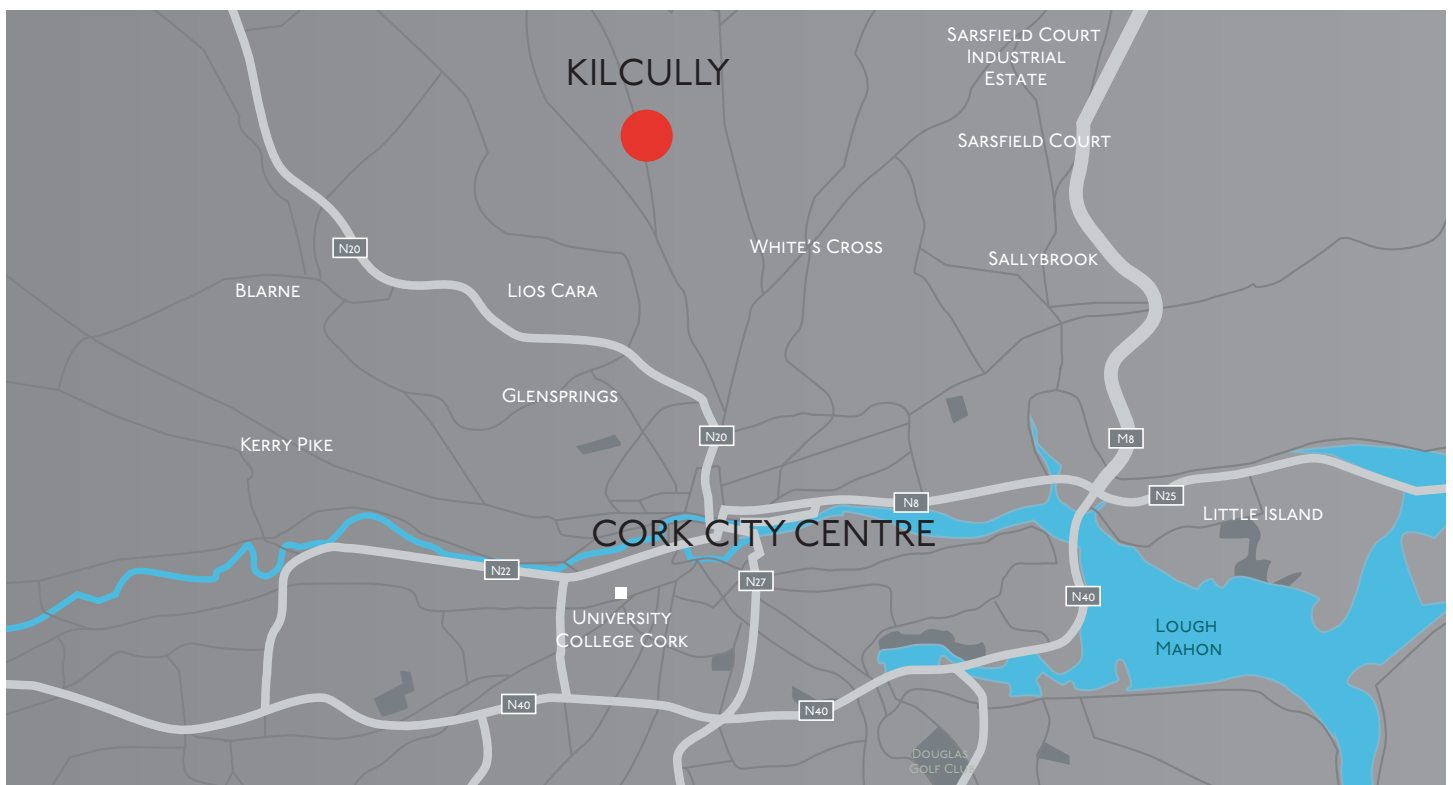 SARSFIELD COURT
INDUSTRIAL
ESTATE
KILCULLY
SARSFIELD COURT
N20
WHITE'S CROSS
SALLYBROOK
BLARNE
LIOS CARA
GLENSPRINGS
KERRY PIKE
N20
M8
N8
N25
LITTLE ISLAND
CORK CITY CENTRE
N22
N27
N40
UNIVERSITY
COLLEGE CORK
LOUGH
MAHON
N40
N40
DOUGLAS
GOLF CLUB